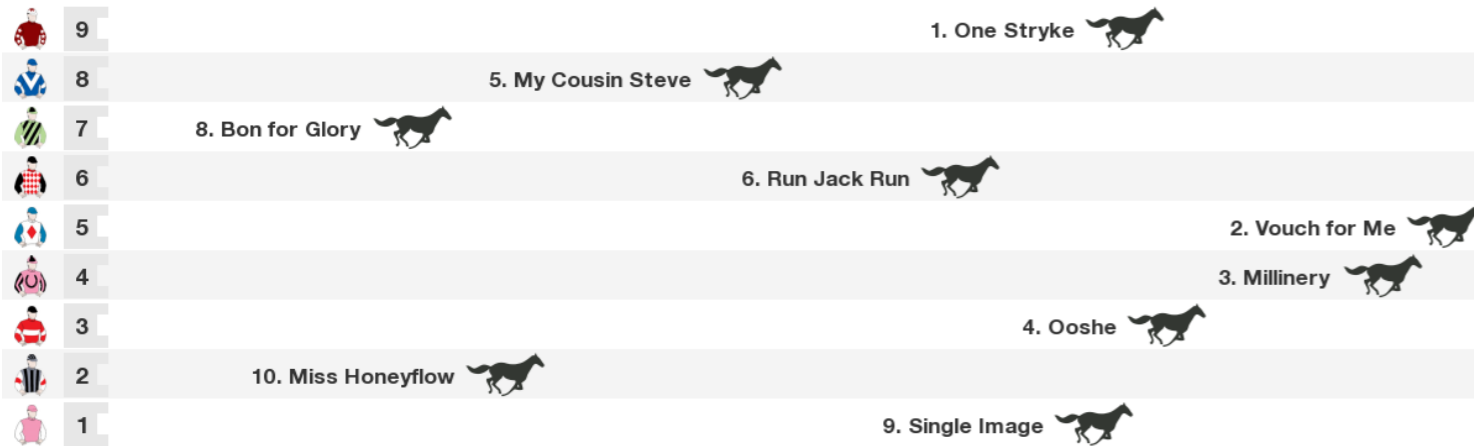 9 1. One Stryke
8 5. My Cousin Steve
7 8. Bon for Glory
6 6. Run Jack Run
5 2. Vouch for Me
4 3. Millinery
3 4. Ooshe
2 10. Miss Honeyflow
1 9. Single Image